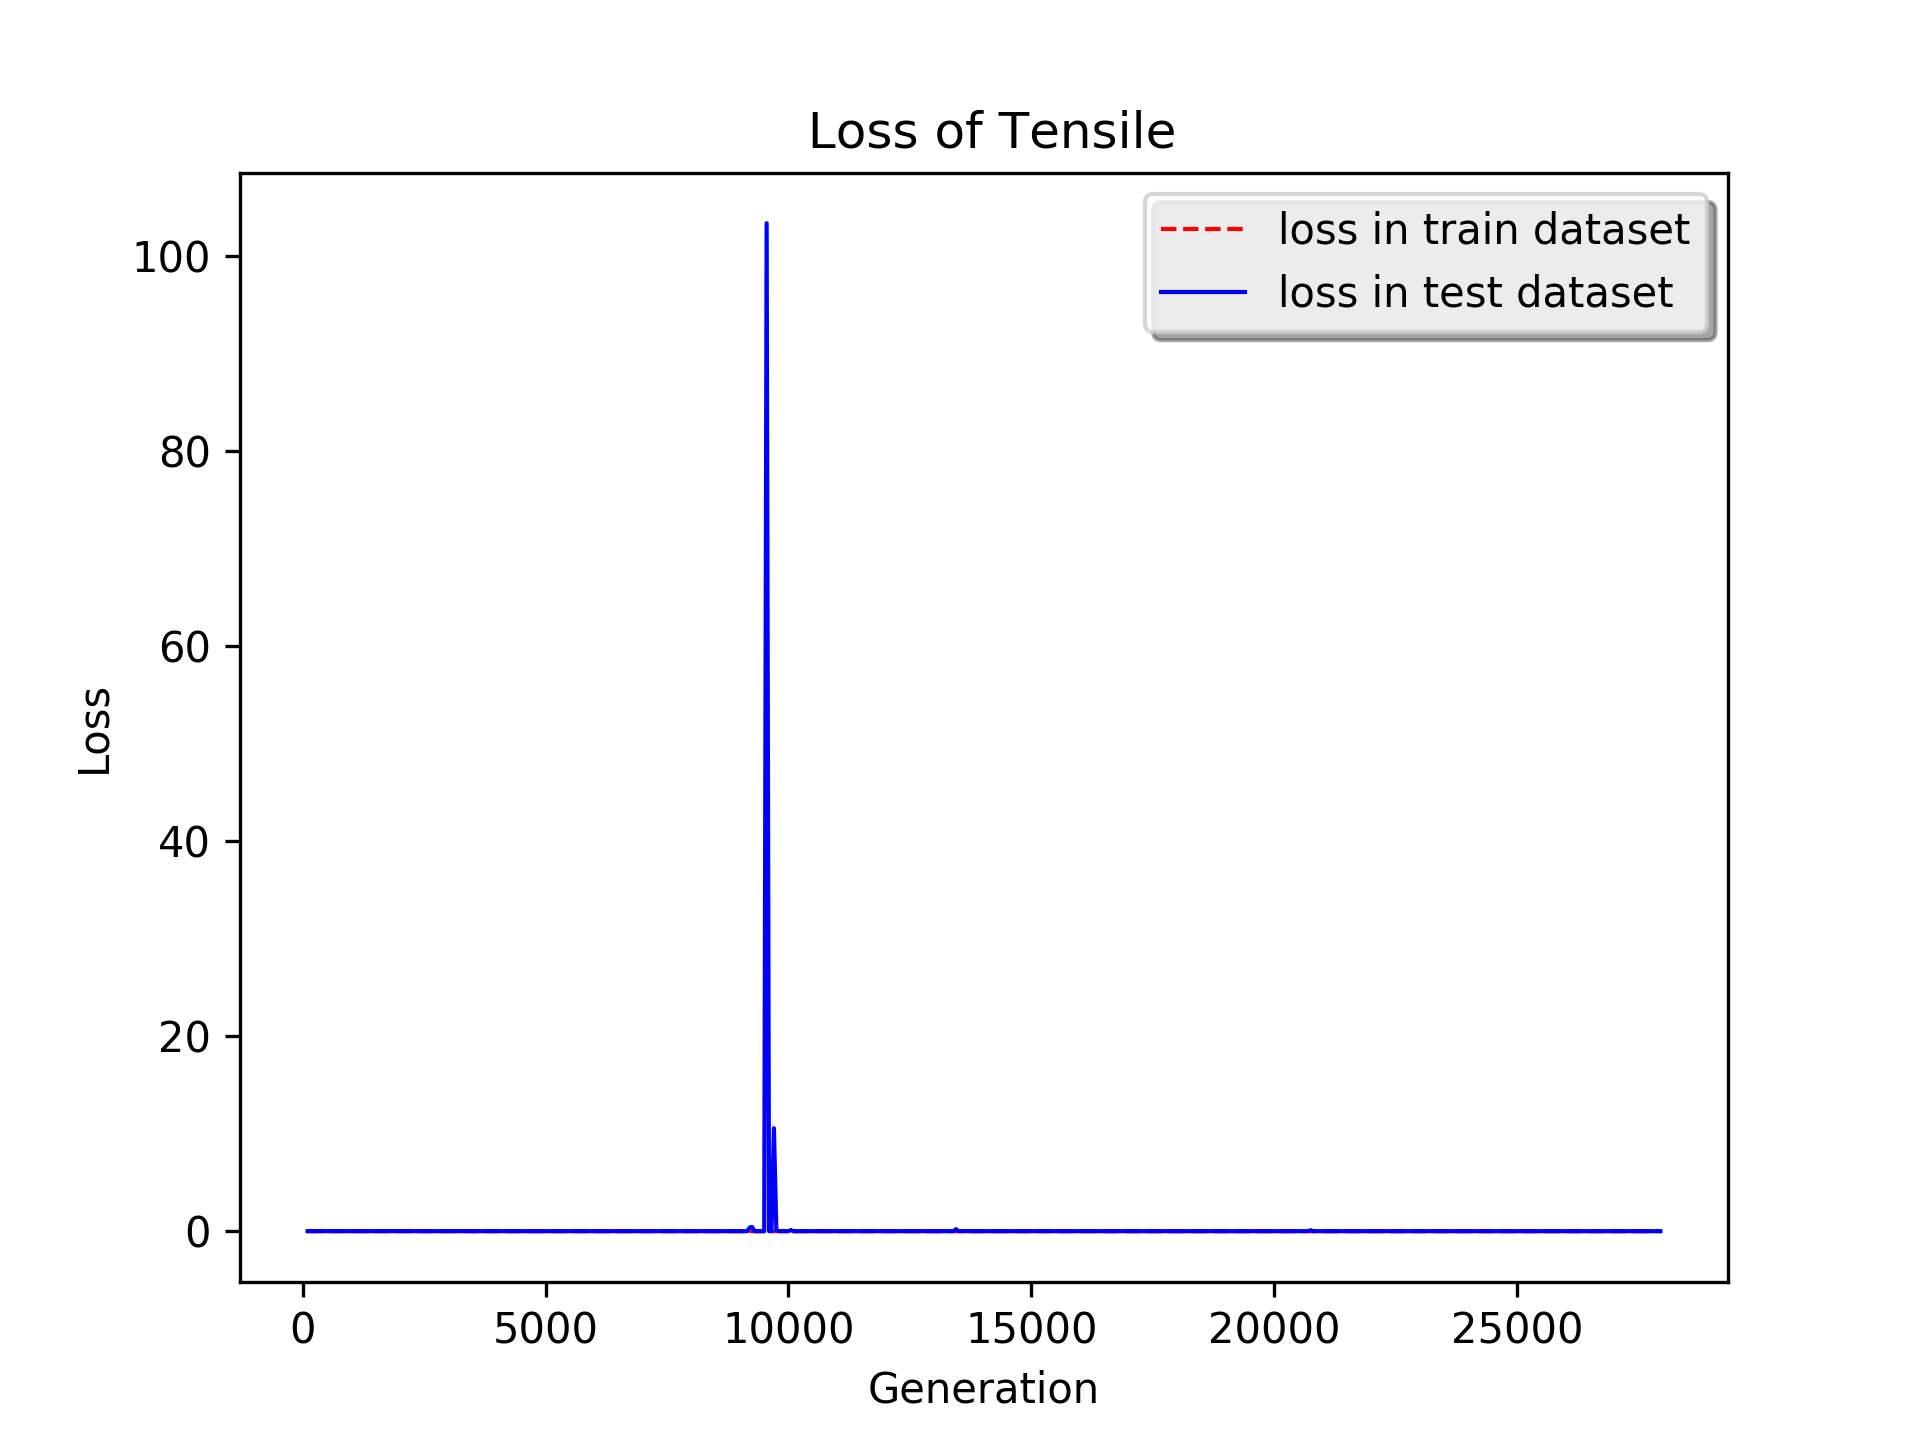 Loss of Tensile
loss in train dataset
loss in test dataset
100
80
60
40
20
0
Loss
0 5000 10000 15000 20000 25000
Generation